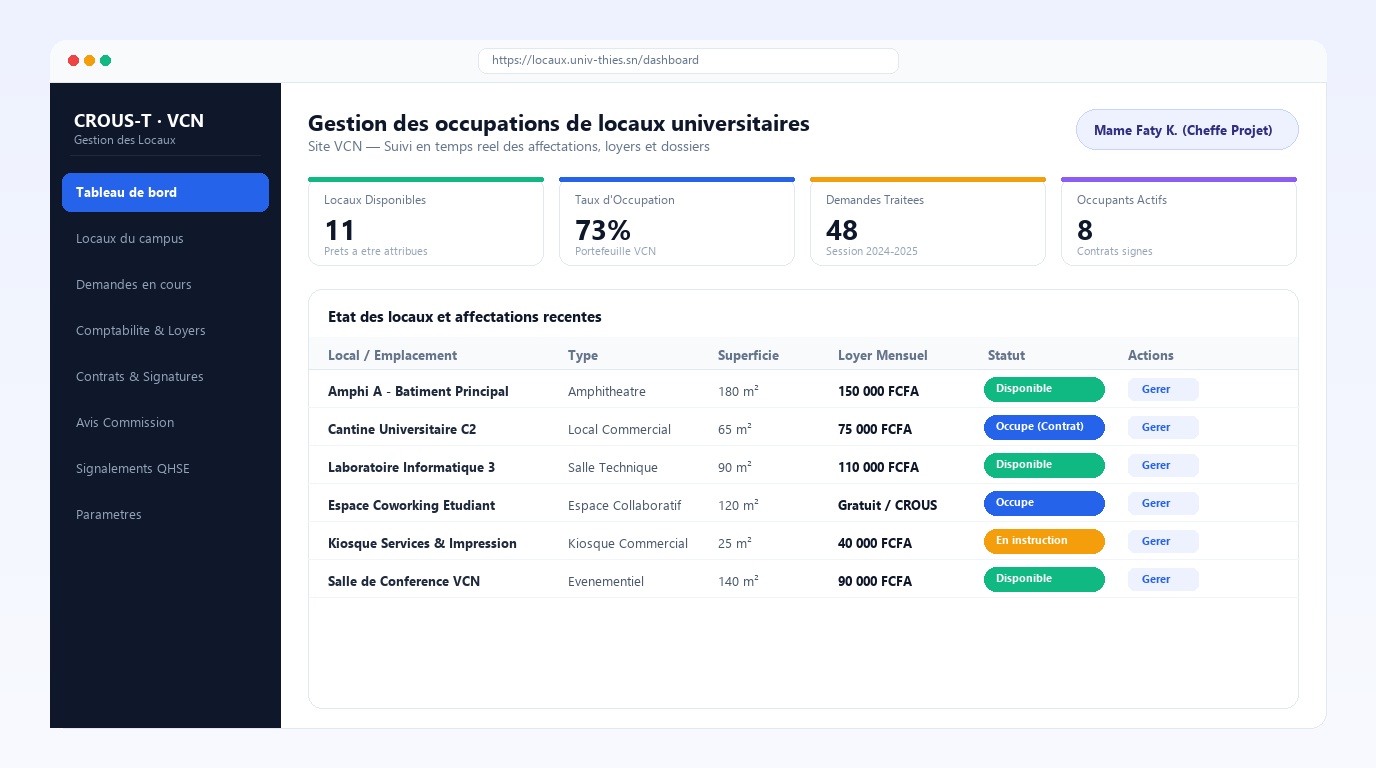 https://locaux.univ-thies.sn/dashboard
CROUS-T · VCN
Gestion des Locaux
Tableau de bord
Locaux du campus
Demandes en cours
Comptabilite & Loyers
Contrats & Signatures
Avis Commission
Signalements QHSE
Parametres
Gestion des occupations de locaux universitaires
Site VCN — Suivi en temps reel des affectations, loyers et dossiers
Mame Faty K. (Cheffe Projet)
Locaux Disponibles
11
Prets a etre attribues
Taux d'Occupation
73%
Portefeuille VCN
Demandes Traitees
48
Session 2024-2025
Occupants Actifs
8
Contrats signes
Etat des locaux et affectations recentes
Local / Emplacement Type Superficie Loyer Mensuel Statut Actions
Amphi A - Batiment Principal Amphitheatre 180 m² 150 000 FCFA Disponible Gerer
Cantine Universitaire C2 Local Commercial 65 m² 75 000 FCFA Occupe (Contrat) Gerer
Laboratoire Informatique 3 Salle Technique 90 m² 110 000 FCFA Disponible Gerer
Espace Coworking Etudiant Espace Collaboratif 120 m² Gratuit / CROUS Occupe Gerer
Kiosque Services & Impression Kiosque Commercial 25 m² 40 000 FCFA En instruction Gerer
Salle de Conference VCN Evenementiel 140 m² 90 000 FCFA Disponible Gerer